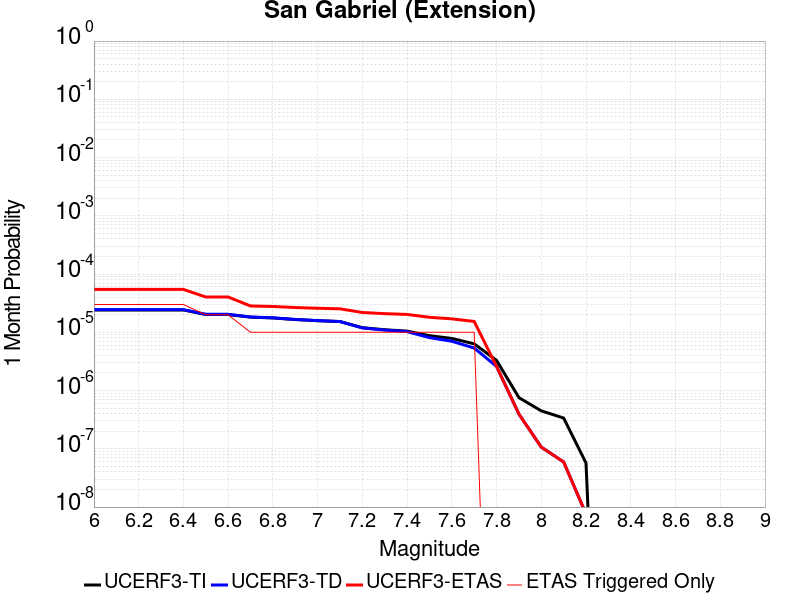 San Gabriel (Extension)
1 Month Probability
10^0
10^-1
10^-2
10^-3
10^-4
10^-5
10^-6
10^-7
10^-8
6 6.2 6.4 6.6 6.8 7 7.2 7.4 7.6 7.8 8 8.2 8.4 8.6 8.8 9
Magnitude
UCERF3-TI UCERF3-TD UCERF3-ETAS ETAS Triggered Only